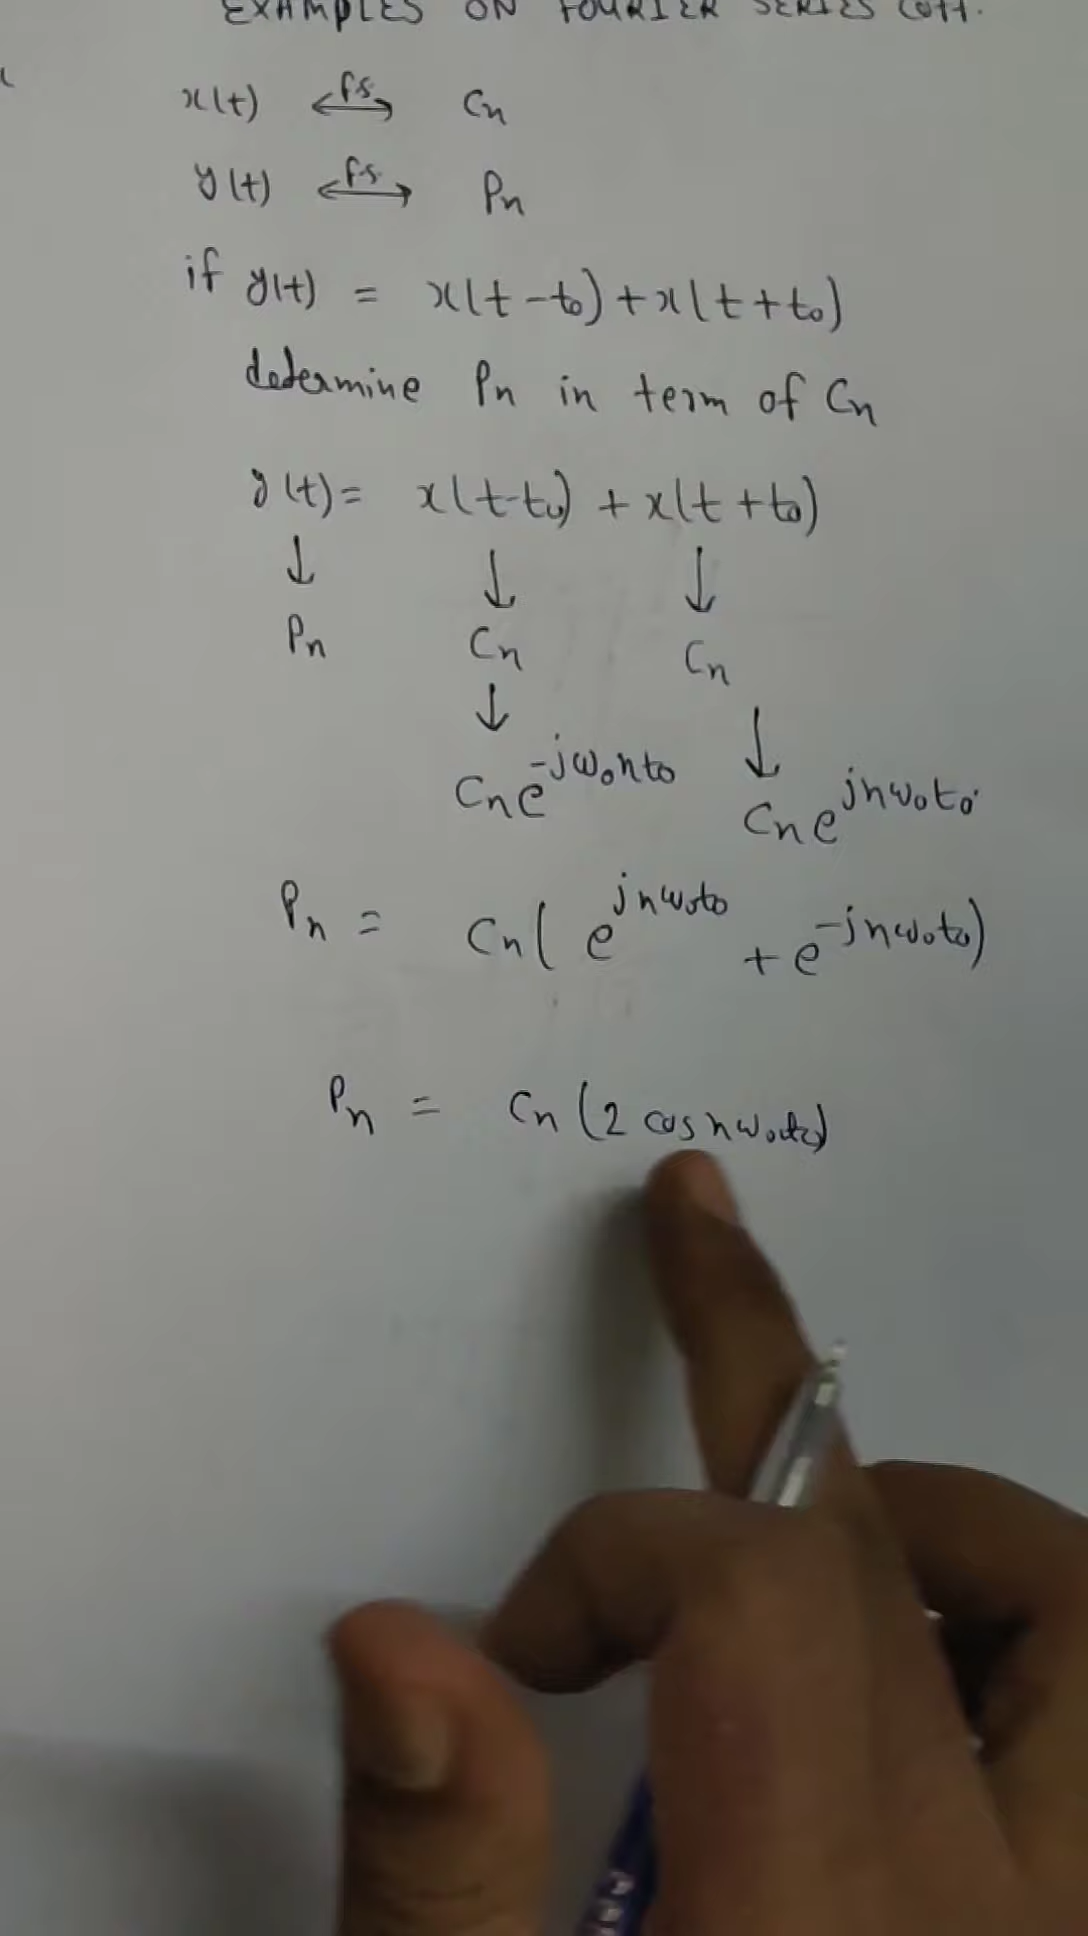 EXAMPLES ON FOURIER SERIES Coff.
x(t) <-fs-> Cn
y(t) <-fs-> Pn
if y(t) = x(t-t₀)+x(t+t₀)
determine Pn in term of Cn
y(t)= x(t-t₀) + x(t+t₀)
↓ ↓ ↓
Pn Cn Cn
↓ ↓
Cne^-jω₀nt₀ Cne^jnω₀t₀
Pn = Cn(e^jnω₀t₀ + e^-jnω₀t₀)
Pn = Cn(2 cos nω₀t₀)